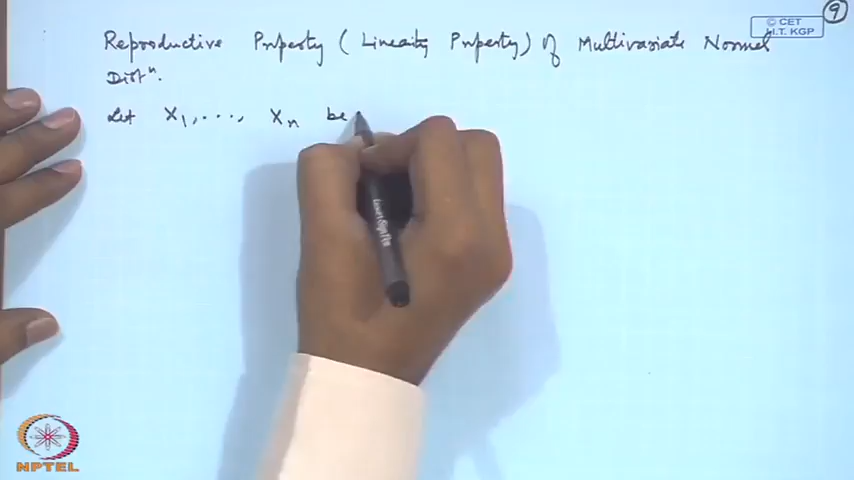 9
© CET
I.I.T. KGP
Reproductive Property (Linearity Property) of Multivariate Normal
Distⁿ.
Let X₁, . . . , Xₙ be
NPTEL